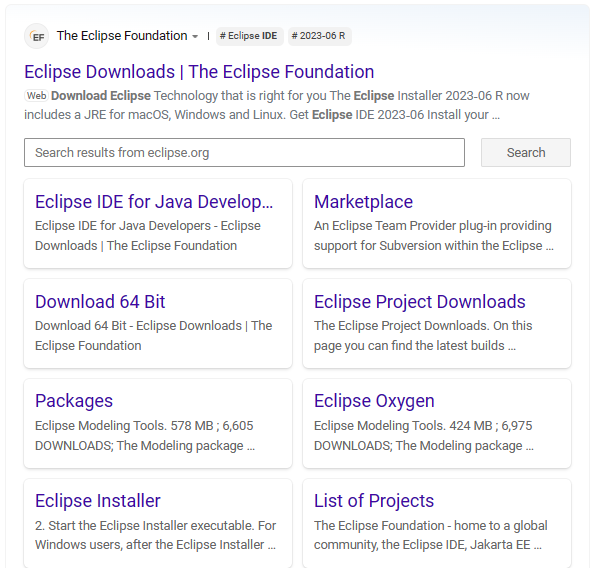 EF The Eclipse Foundation | # Eclipse IDE # 2023-06 R
Eclipse Downloads | The Eclipse Foundation
Web Download Eclipse Technology that is right for you The Eclipse Installer 2023-06 R now
includes a JRE for macOS, Windows and Linux. Get Eclipse IDE 2023-06 Install your ...
Search results from eclipse.org Search
Eclipse IDE for Java Develop...
Eclipse IDE for Java Developers - Eclipse
Downloads | The Eclipse Foundation
Marketplace
An Eclipse Team Provider plug-in providing
support for Subversion within the Eclipse ...
Download 64 Bit
Download 64 Bit - Eclipse Downloads | The
Eclipse Foundation
Eclipse Project Downloads
The Eclipse Project Downloads. On this
page you can find the latest builds ...
Packages
Eclipse Modeling Tools. 578 MB ; 6,605
DOWNLOADS; The Modeling package ...
Eclipse Oxygen
Eclipse Modeling Tools. 424 MB ; 6,975
DOWNLOADS; The Modeling package ...
Eclipse Installer
2. Start the Eclipse Installer executable. For
Windows users, after the Eclipse Installer ...
List of Projects
The Eclipse Foundation - home to a global
community, the Eclipse IDE, Jakarta EE ...